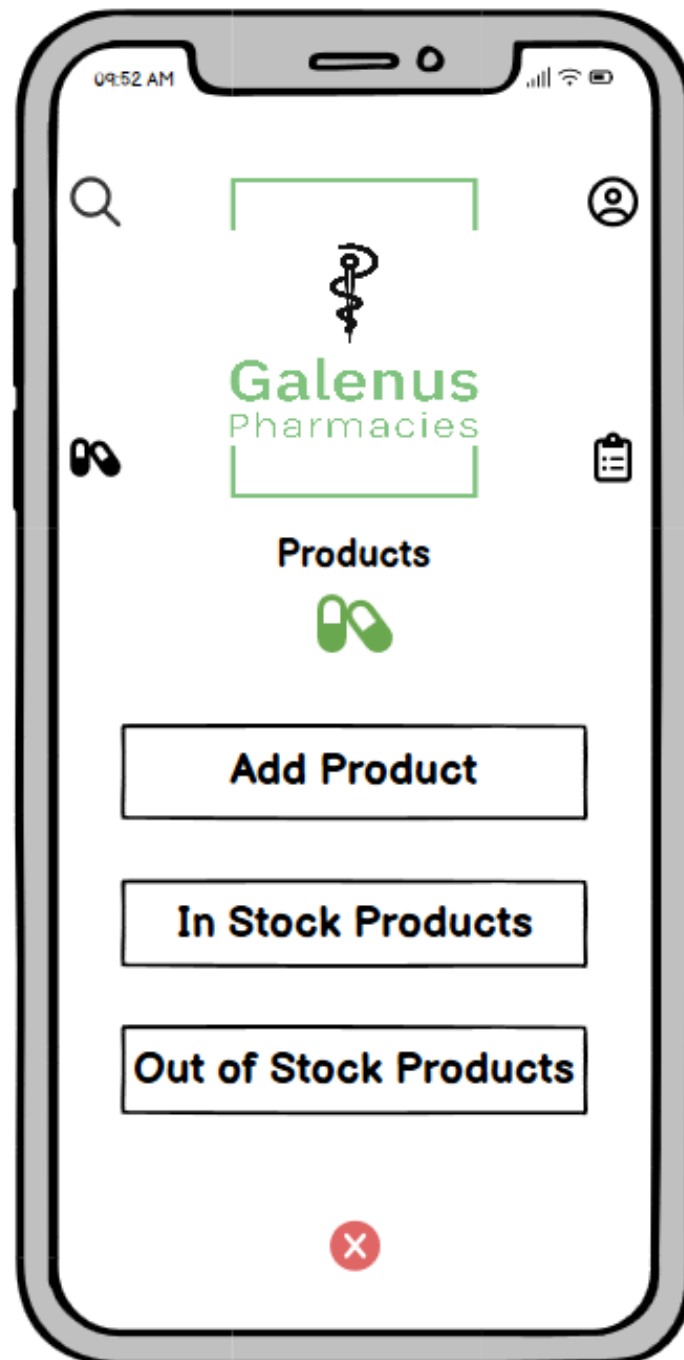 09:52 AM
Galenus
Pharmacies
Products
Add Product
In Stock Products
Out of Stock Products